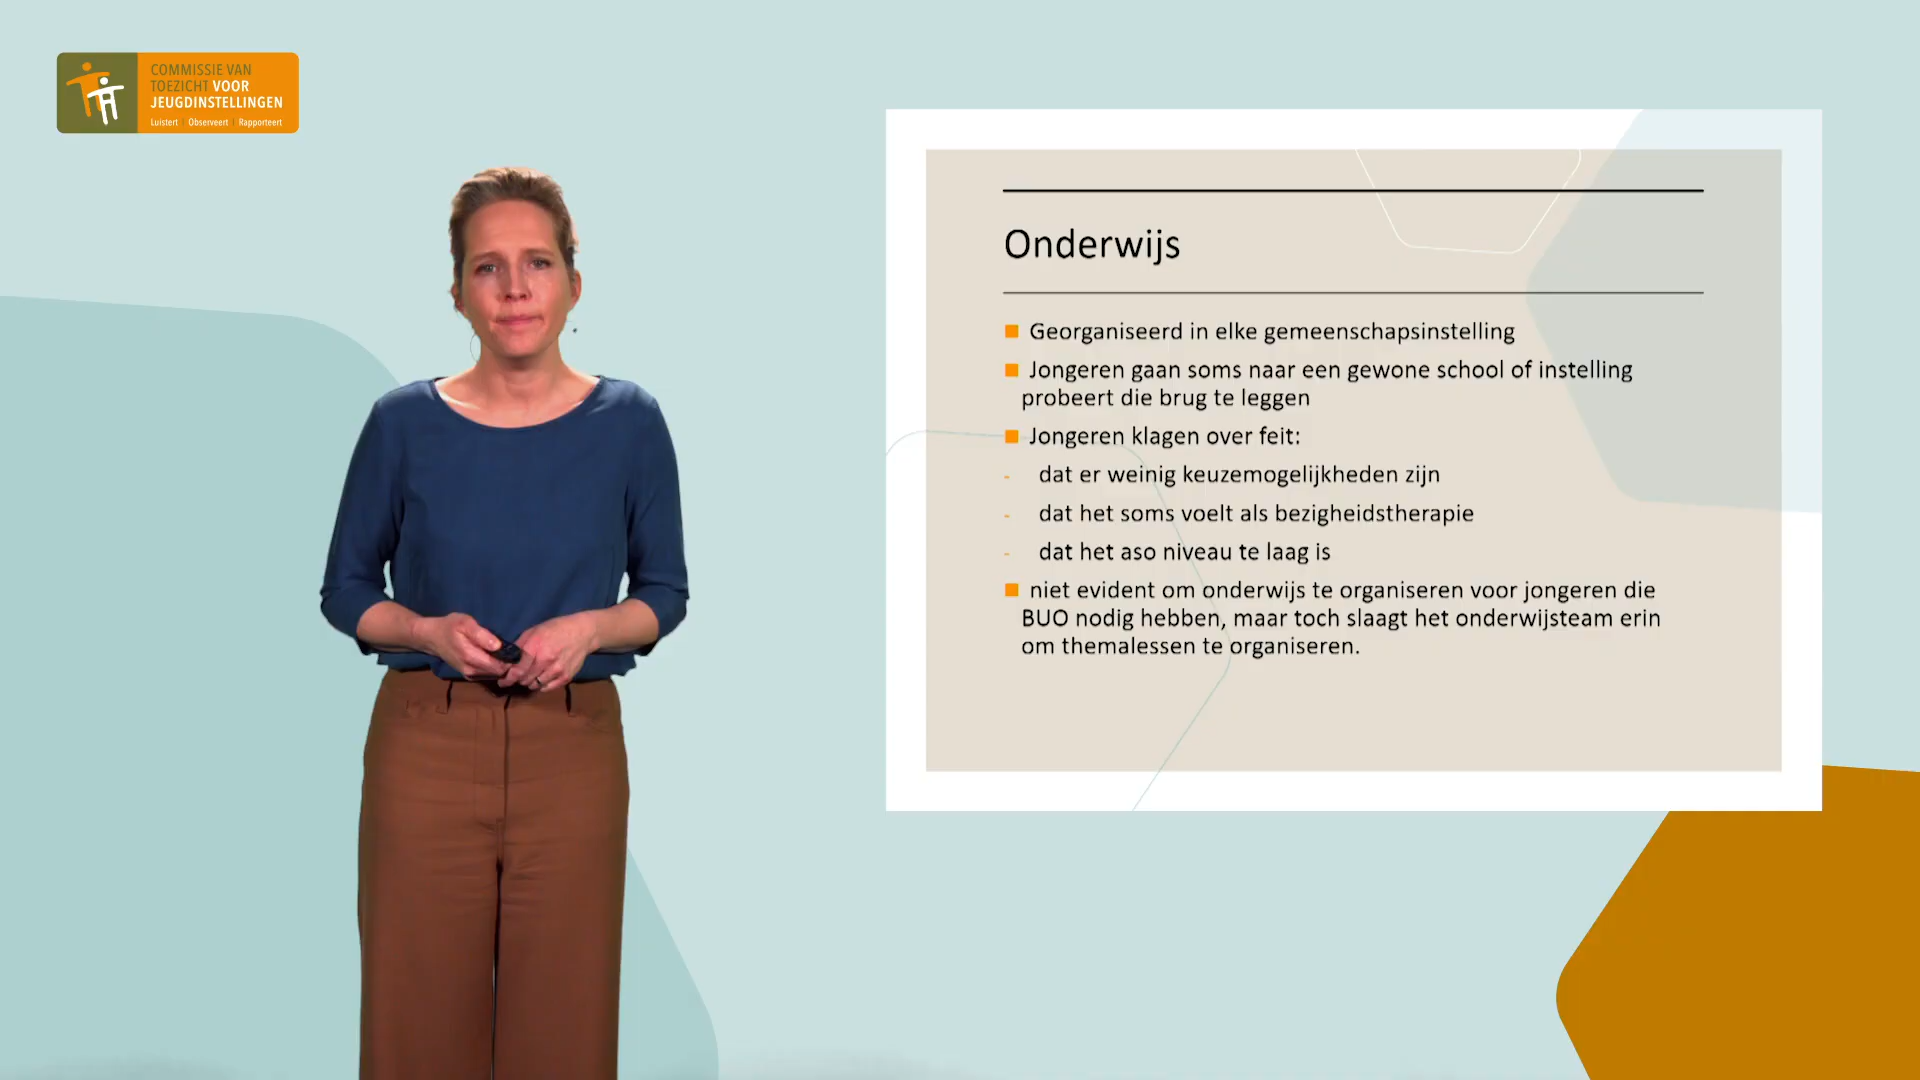 COMMISSIE VAN
TOEZICHT VOOR
JEUGDINSTELLINGEN
Luistert | Observeert | Rapporteert
Onderwijs
Georganiseerd in elke gemeenschapsinstelling
Jongeren gaan soms naar een gewone school of instelling
probeert die brug te leggen
Jongeren klagen over feit:
- dat er weinig keuzemogelijkheden zijn
- dat het soms voelt als bezigheidstherapie
- dat het aso niveau te laag is
niet evident om onderwijs te organiseren voor jongeren die
BUO nodig hebben, maar toch slaagt het onderwijsteam erin
om themalessen te organiseren.